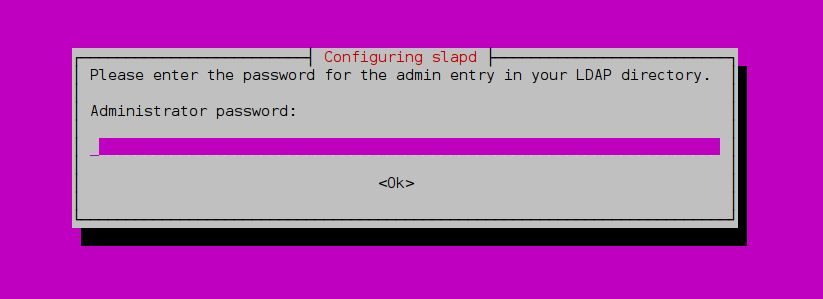 Configuring slapd
Please enter the password for the admin entry in your LDAP directory.
Administrator password:
_
<Ok>